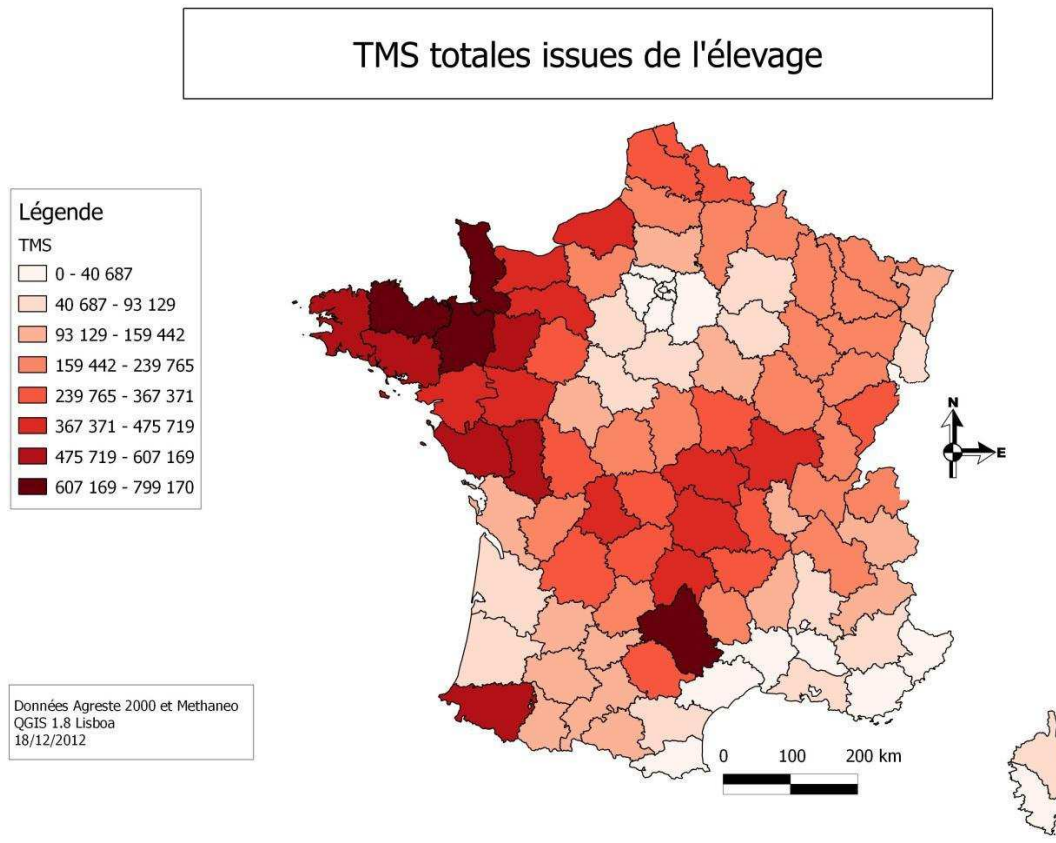 TMS totales issues de l'élevage
Légende
TMS
0 - 40 687
40 687 - 93 129
93 129 - 159 442
159 442 - 239 765
239 765 - 367 371
367 371 - 475 719
475 719 - 607 169
607 169 - 799 170
N
E
Données Agreste 2000 et Methaneo
QGIS 1.8 Lisboa
18/12/2012
0 100 200 km